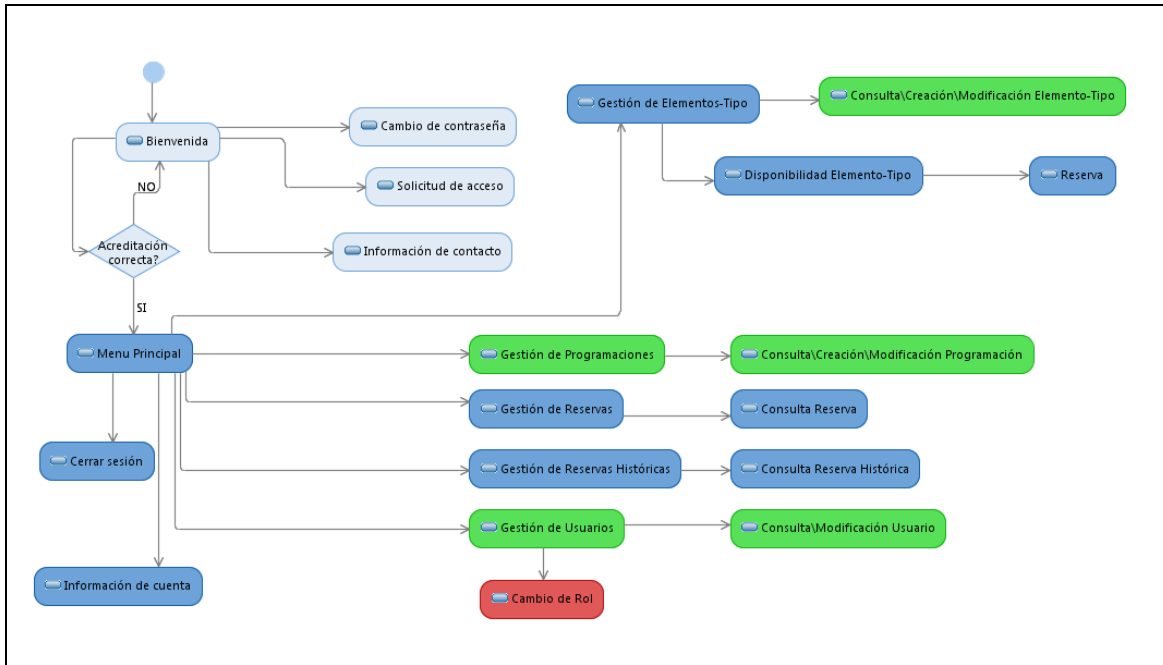 Bienvenida
Cambio de contraseña
Solicitud de acceso
Información de contacto
NO
Acreditación
correcta?
SI
Gestión de Elementos-Tipo
Consulta\Creación\Modificación Elemento-Tipo
Disponibilidad Elemento-Tipo
Reserva
Menu Principal
Gestión de Programaciones
Consulta\Creación\Modificación Programación
Gestión de Reservas
Consulta Reserva
Cerrar sesión
Gestión de Reservas Históricas
Consulta Reserva Histórica
Gestión de Usuarios
Consulta\Modificación Usuario
Información de cuenta
Cambio de Rol